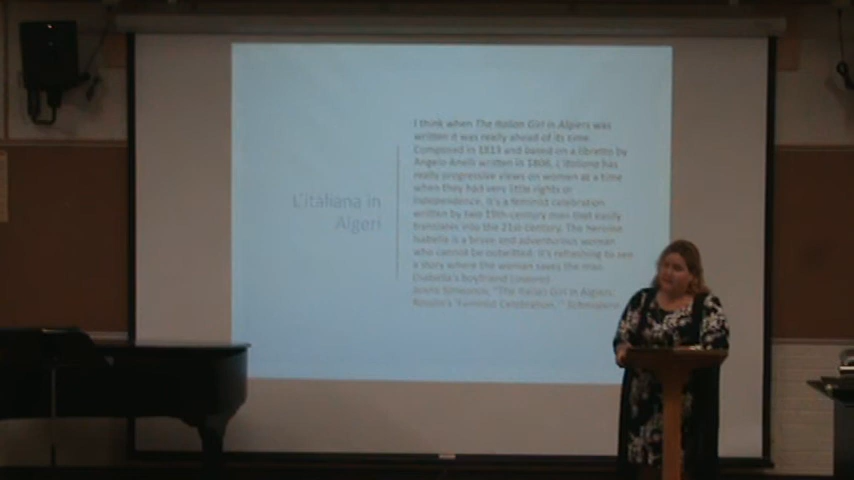 L'italiana in
Algeri
I think when The Italian Girl in Algiers was
written it was really ahead of its time.
Composed in 1813 and based on a libretto by
Angelo Anelli written in 1808, L'italiana has
really progressive views on women at a time
when they had very little rights or
independence. It's a feminist celebration
written by two 19th-century men that easily
translates into the 21st-century. The heroine
Isabella is a brave and adventurous woman
who cannot be outwitted. It's refreshing to see
a story where the woman saves the man
(Isabella's boyfriend Lindoro)
"The Italian Girl in Algiers:
Rossini's 'Feminist Celebration,'"